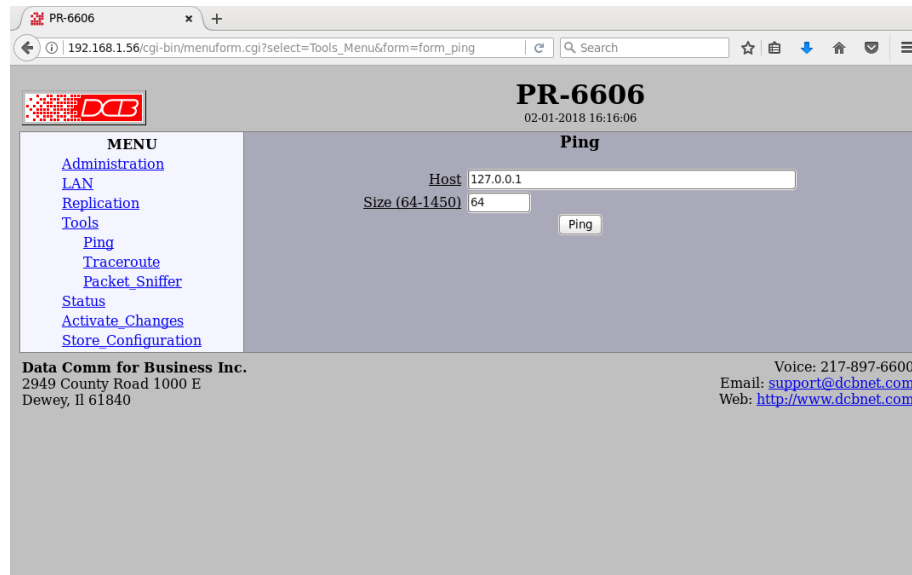 PR-6606
192.168.1.56/cgi-bin/menuform.cgi?select=Tools_Menu&form=form_ping
Search
DCB
PR-6606
02-01-2018 16:16:06
MENU
Administration
LAN
Replication
Tools
Ping
Traceroute
Packet_Sniffer
Status
Activate_Changes
Store_Configuration
Ping
Host 127.0.0.1
Size (64-1450) 64
Ping
Data Comm for Business Inc.
2949 County Road 1000 E
Dewey, Il 61840
Voice: 217-897-6600
Email: support@dcbnet.com
Web: http://www.dcbnet.com